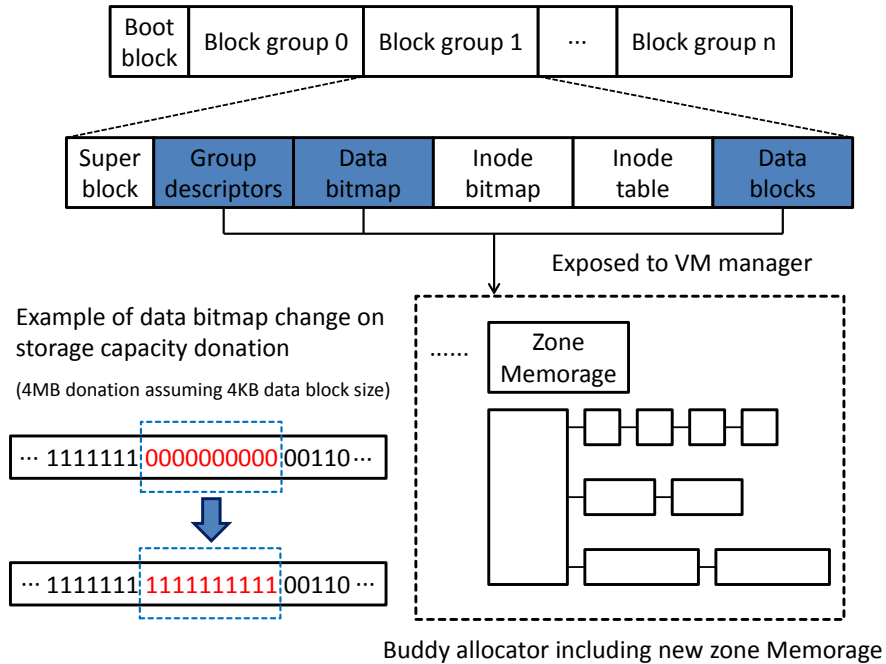 Boot block
Block group 0
Block group 1
...
Block group n
Super block
Group descriptors
Data bitmap
Inode bitmap
Inode table
Data blocks
Exposed to VM manager
Example of data bitmap change on
storage capacity donation
(4MB donation assuming 4KB data block size)
... 1111111 0000000000 00110 ...
... 1111111 1111111111 00110 ...
......
Zone
Memorage
Buddy allocator including new zone Memorage